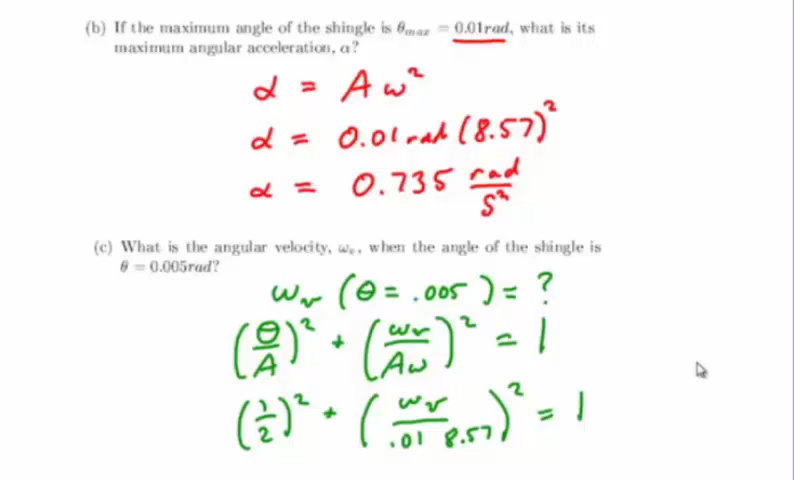 (b) If the maximum angle of the shingle is θmax = 0.01rad, what is its
maximum angular acceleration, α?
α = Aω²
α = 0.01 rad (8.57)²
α = 0.735 rad/s²
(c) What is the angular velocity, ωv, when the angle of the shingle is
θ = 0.005rad?
ωv (θ = .005) = ?
(θ/A)² + (ωv/Aω)² = 1
(1/2)² + (ωv/.01 8.57)² = 1